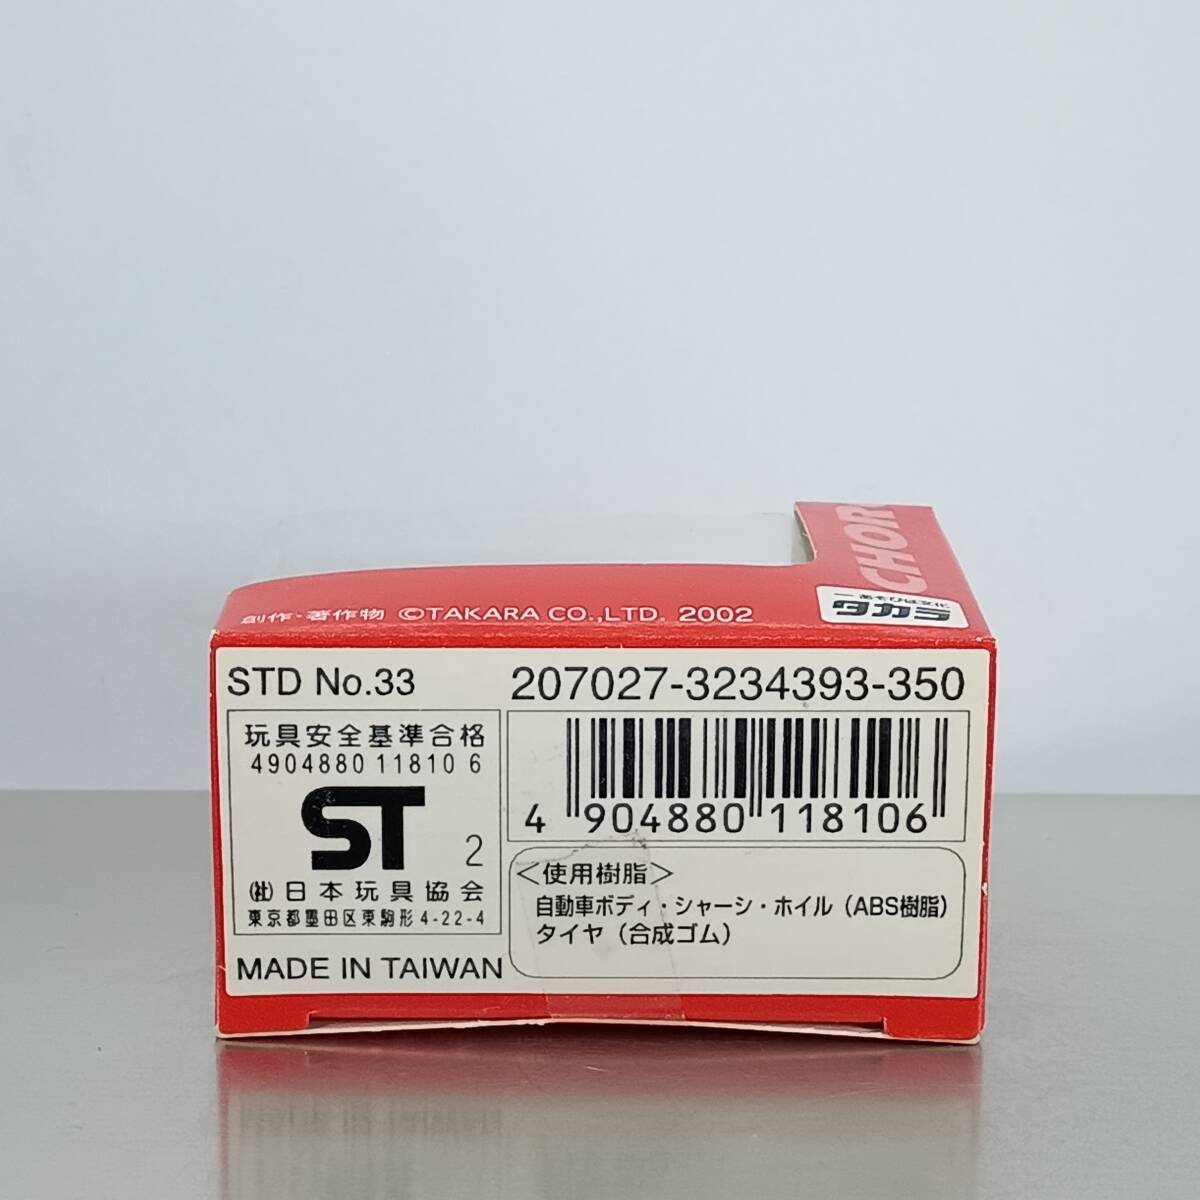 CHOR
創作・著作物 ©TAKARA CO.,LTD. 2002
あそびは文化
タカラ
STD No.33
207027-3234393-350
玩具安全基準合格
4904880 11810 6
ST 2
(社)日本玩具協会
東京都墨田区東駒形4-22-4
MADE IN TAIWAN
4 904880 118106
<使用樹脂>
自動車ボディ・シャーシ・ホイル(ABS樹脂)
タイヤ(合成ゴム)